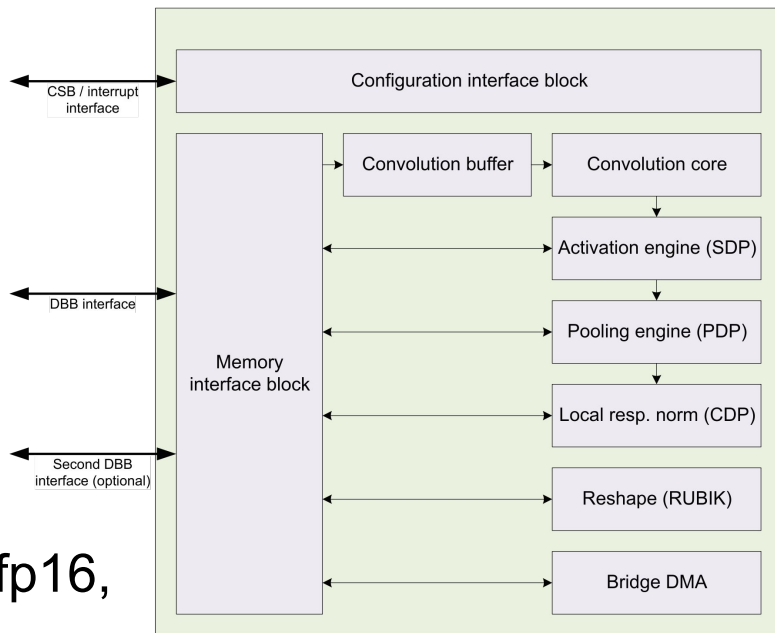 Configuration interface block
CSB / interrupt
interface
Convolution buffer
Convolution core
Activation engine (SDP)
DBB interface
Pooling engine (PDP)
Memory
interface block
Local resp. norm (CDP)
Second DBB
interface (optional)
Reshape (RUBIK)
fp16,
Bridge DMA